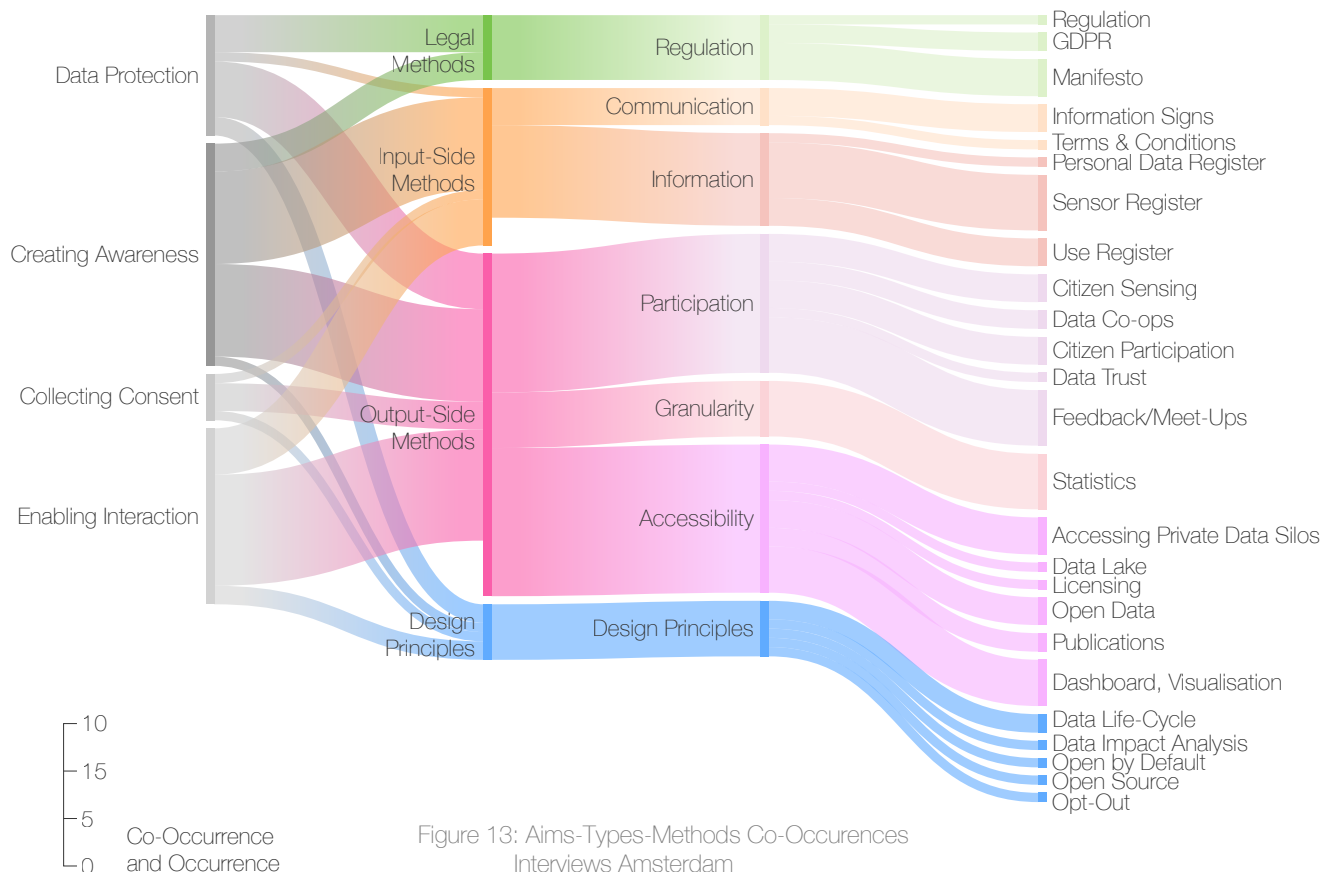 Data Protection
Creating Awareness
Collecting Consent
Enabling Interaction
Legal
Methods
Input-Side
Methods
Output-Side
Methods
Design
Principles
Regulation
Communication
Information
Participation
Granularity
Accessibility
Design Principles
Regulation
GDPR
Manifesto
Information Signs
Terms & Conditions
Personal Data Register
Sensor Register
Use Register
Citizen Sensing
Data Co-ops
Citizen Participation
Data Trust
Feedback/Meet-Ups
Statistics
Accessing Private Data Silos
Data Lake
Licensing
Open Data
Publications
Dashboard, Visualisation
Data Life-Cycle
Data Impact Analysis
Open by Default
Open Source
Opt-Out
10
15
5
0
Co-Occurrence
and Occurrence
Figure 13: Aims-Types-Methods Co-Occurences
Interviews Amsterdam